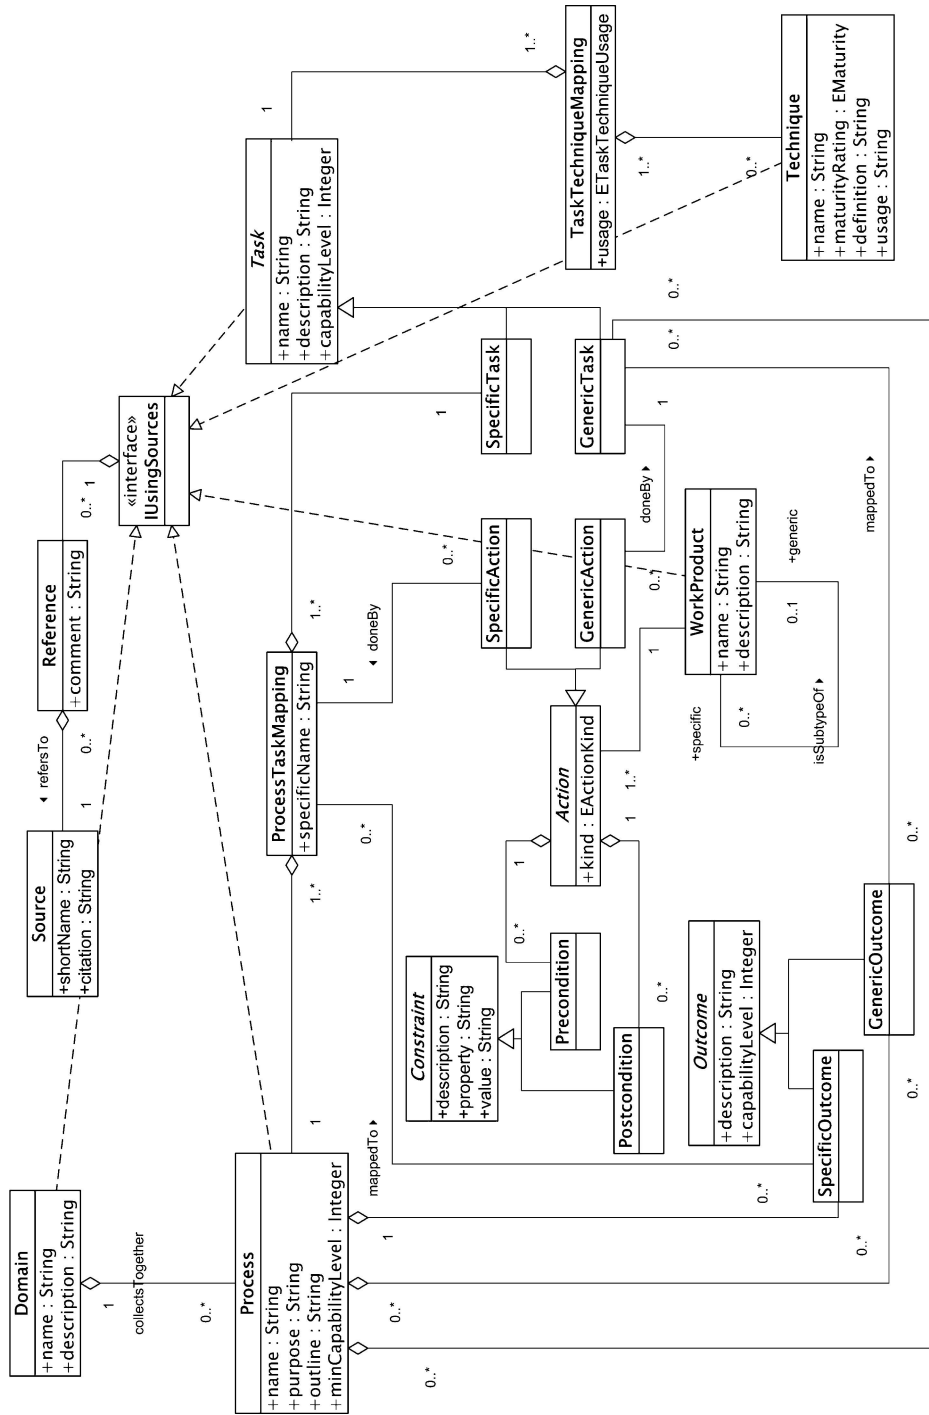 Domain
+name : String
+description : String
1
collectsTogether
0..*
Process
+name : String
+purpose : String
+outline : String
+minCapabilityLevel : Integer
Source
+shortName : String
+citation : String
◂ refersTo
1
0..*
Reference
+comment : String
0..*
1
«interface»
IUsingSources
Task
+name : String
+description : String
+capabilityLevel : Integer
1
1..*
TaskTechniqueMapping
+usage : ETaskTechniqueUsage
1..*
0..*
Technique
+name : String
+maturityRating : EMaturity
+definition : String
+usage : String
1
1..*
ProcessTaskMapping
+specificName : String
1..*
1
SpecificTask
GenericTask
0..*
0..*
1
◂ doneBy
1
0..*
SpecificAction
GenericAction
doneBy ▸
0..1
0..*
mappedTo ▸
0..*
Action
+kind : EActionKind
1..*
1
1
1
0..*
0..*
Constraint
+description : String
+property : String
+value : String
Precondition
Postcondition
WorkProduct
+name : String
+description : String
+specific
0..*
isSubtypeOf ▸
0..1
+generic
mappedTo ▸
0..*
Outcome
+description : String
+capabilityLevel : Integer
SpecificOutcome
GenericOutcome
1
0..*
0..*
0..*
0..*